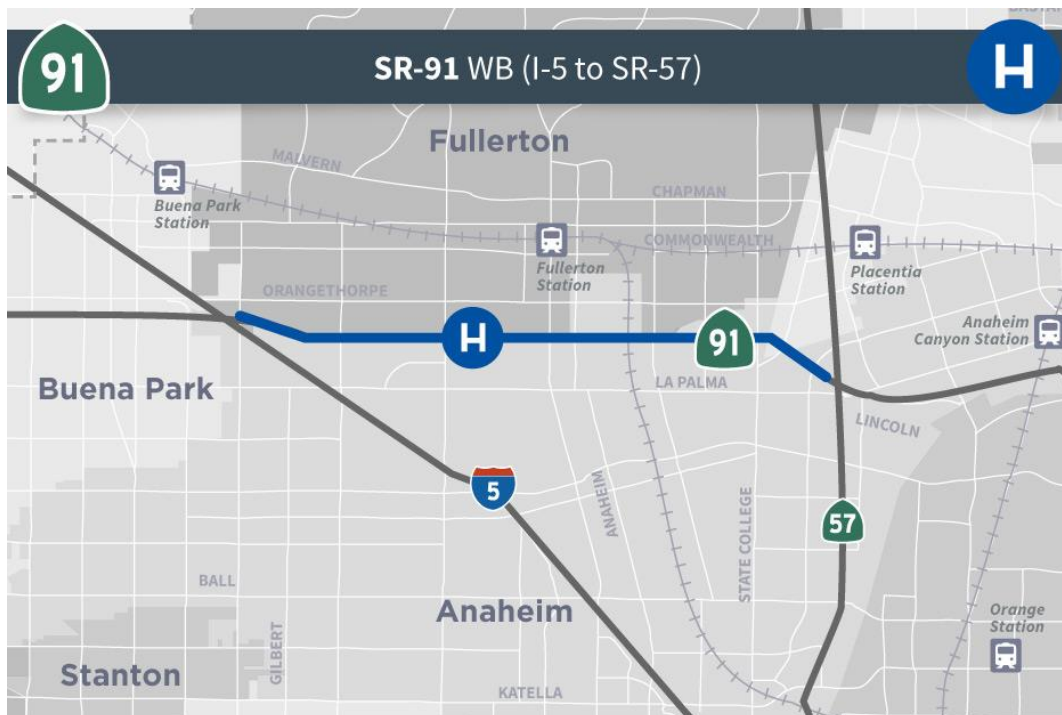 91
SR-91 WB (I-5 to SR-57)
H
Fullerton
MALVERN
CHAPMAN
Buena Park
Station
COMMONWEALTH
Fullerton
Station
Placentia
Station
ORANGETHORPE
Anaheim
Canyon Station
H
91
Buena Park
LA PALMA
LINCOLN
5
ANAHEIM
STATE COLLEGE
57
BALL
Anaheim
Orange
Station
GILBERT
Stanton
KATELLA